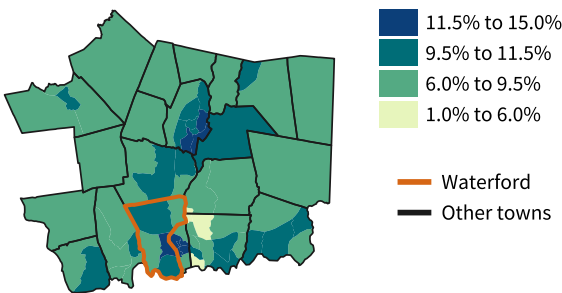 11.5% to 15.0%
9.5% to 11.5%
6.0% to 9.5%
1.0% to 6.0%
Waterford
Other towns